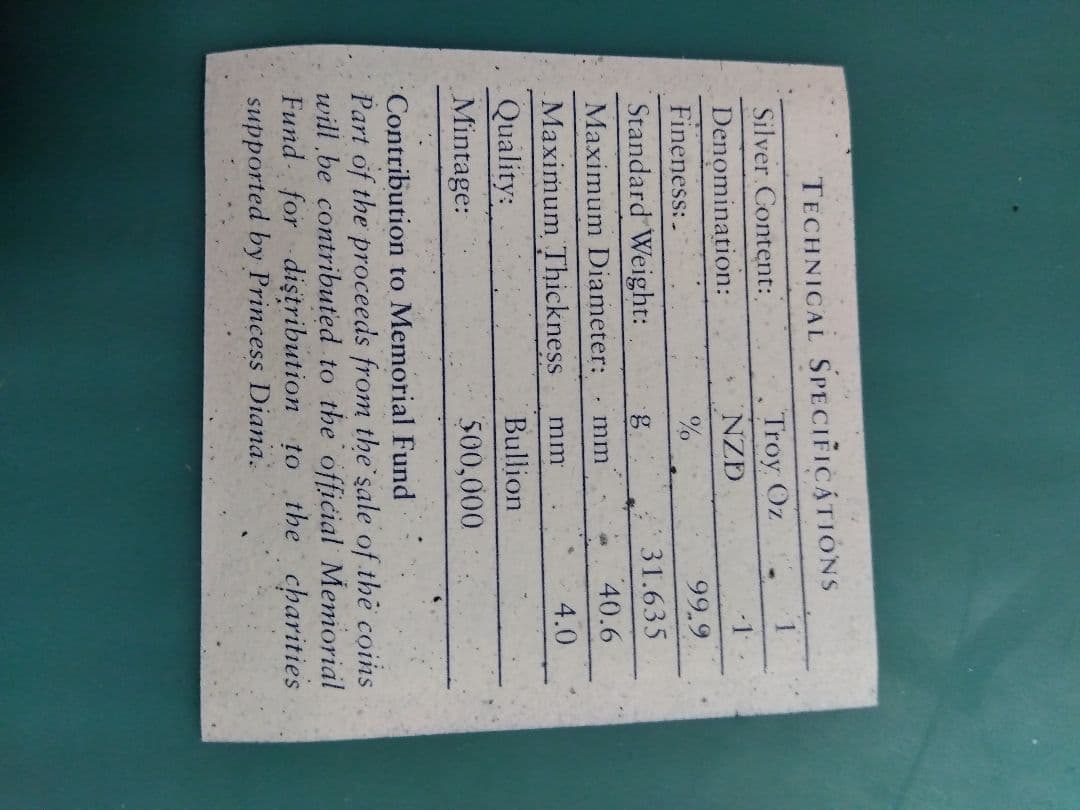 TECHNICAL SPECIFICATIONS
Silver Content: Troy Oz 1
Denomination: NZD 1
Fineness: % 99.9
Standard Weight: g 31.635
Maximum Diameter: mm 40.6
Maximum Thickness mm 4.0
Quality: Bullion
Mintage: 500,000
Contribution to Memorial Fund
Part of the proceeds from the sale of the coins
will be contributed to the official Memorial
Fund for distribution to the charities
supported by Princess Diana.